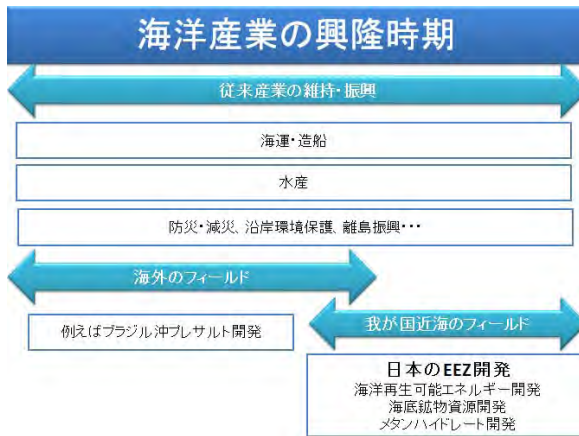 海洋産業の興隆時期
従来産業の維持・振興
海運・造船
水産
防災・減災、沿岸環境保護、離島振興・・・
海外のフィールド
例えばブラジル沖プレサルト開発
我が国近海のフィールド
日本のEEZ開発
海洋再生可能エネルギー開発
海底鉱物資源開発
メタンハイドレート開発